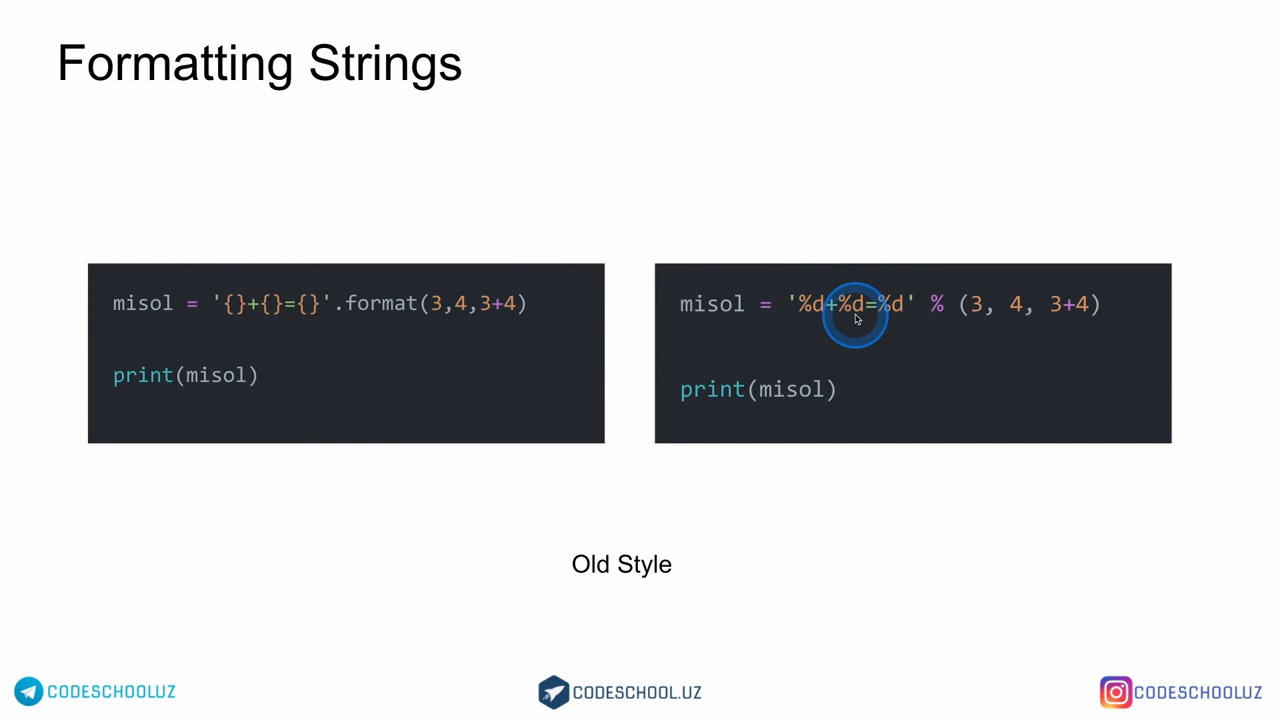 Formatting Strings
misol = '{}+{}={}'.format(3,4,3+4)
print(misol)
misol = '%d+%d=%d' % (3, 4, 3+4)
print(misol)
Old Style
CODESCHOOLUZ
CODESCHOOL.UZ
CODESCHOOLUZ